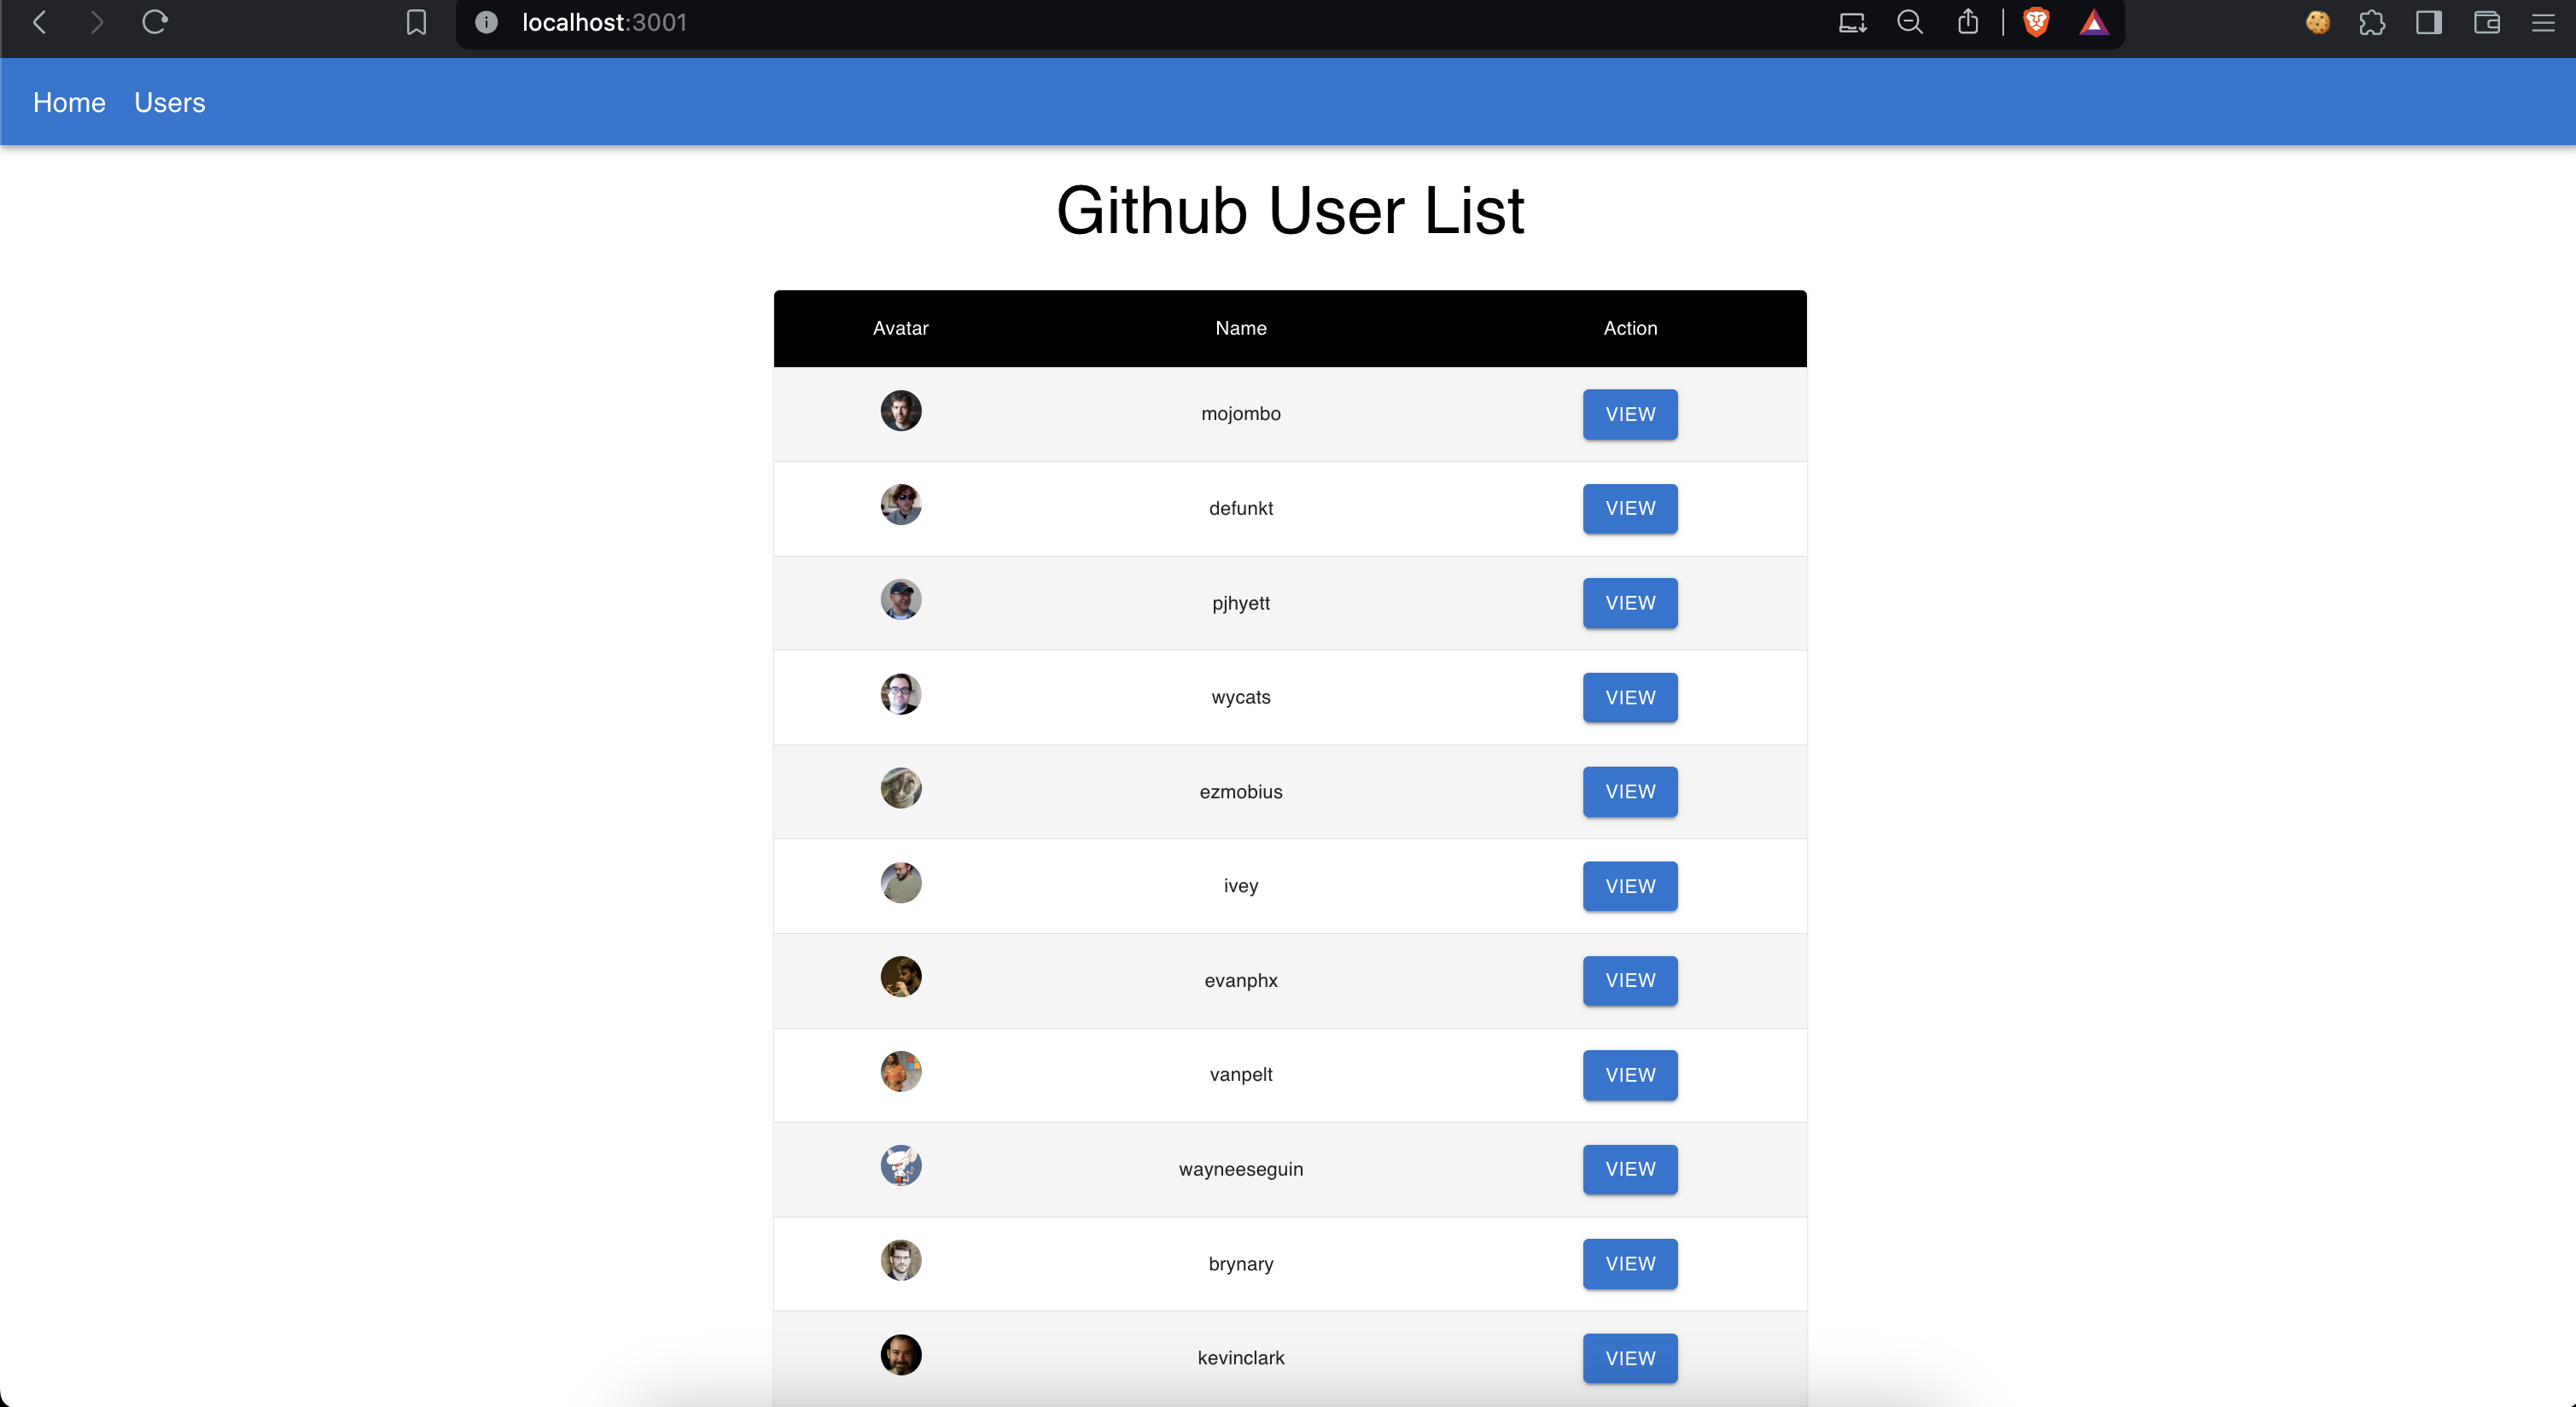 localhost:3001
Home Users
Github User List
Avatar Name Action
mojombo VIEW
defunkt VIEW
pjhyett VIEW
wycats VIEW
ezmobius VIEW
ivey VIEW
evanphx VIEW
vanpelt VIEW
wayneeseguin VIEW
brynary VIEW
kevinclark VIEW